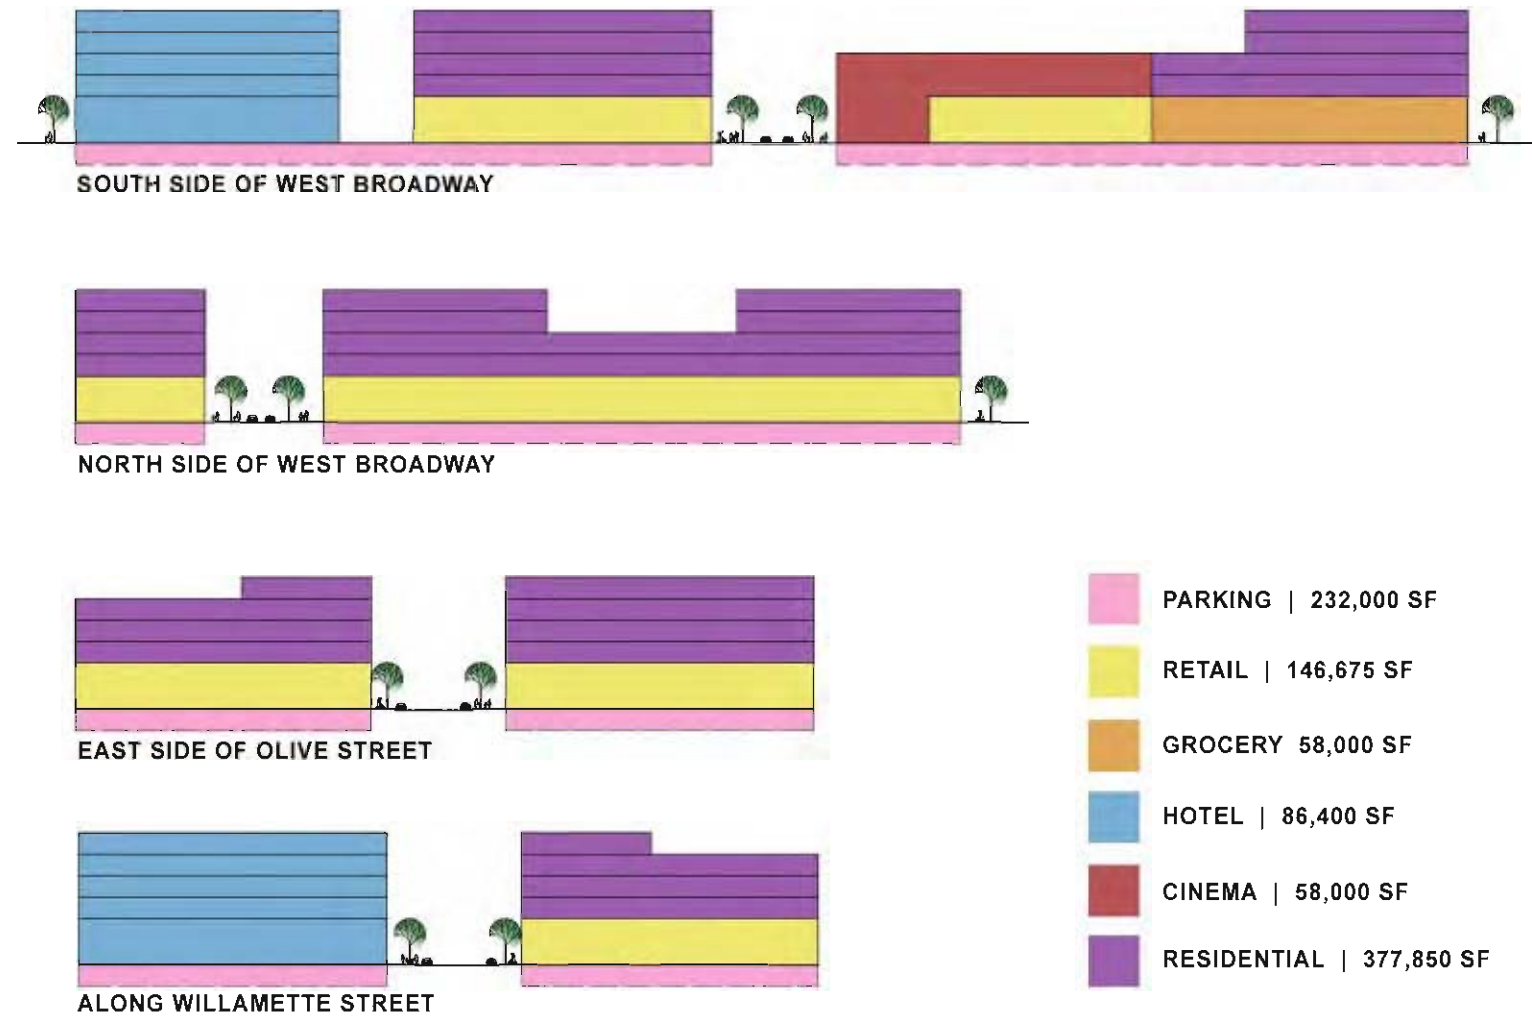 SOUTH SIDE OF WEST BROADWAY
NORTH SIDE OF WEST BROADWAY
EAST SIDE OF OLIVE STREET
ALONG WILLAMETTE STREET
PARKING | 232,000 SF
RETAIL | 146,675 SF
GROCERY 58,000 SF
HOTEL | 86,400 SF
CINEMA | 58,000 SF
RESIDENTIAL | 377,850 SF